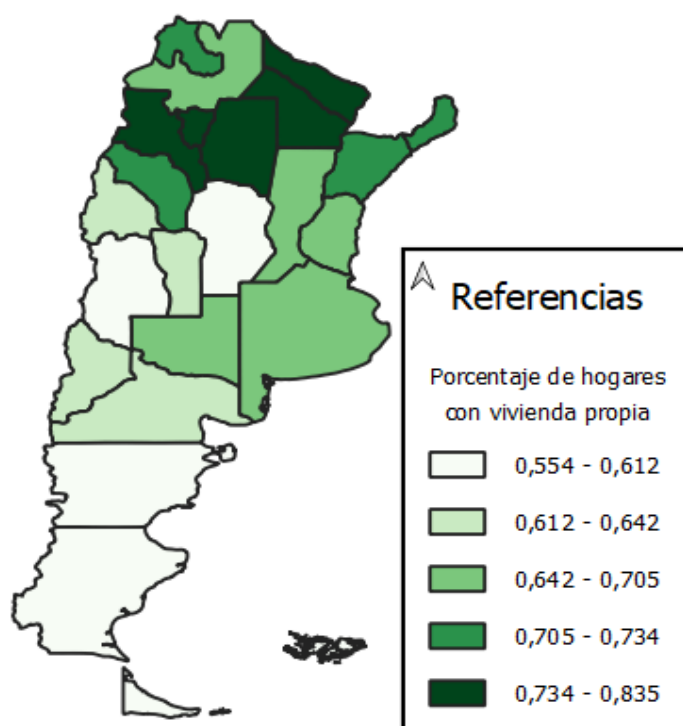 Referencias
Porcentaje de hogares
con vivienda propia
0,554 - 0,612
0,612 - 0,642
0,642 - 0,705
0,705 - 0,734
0,734 - 0,835